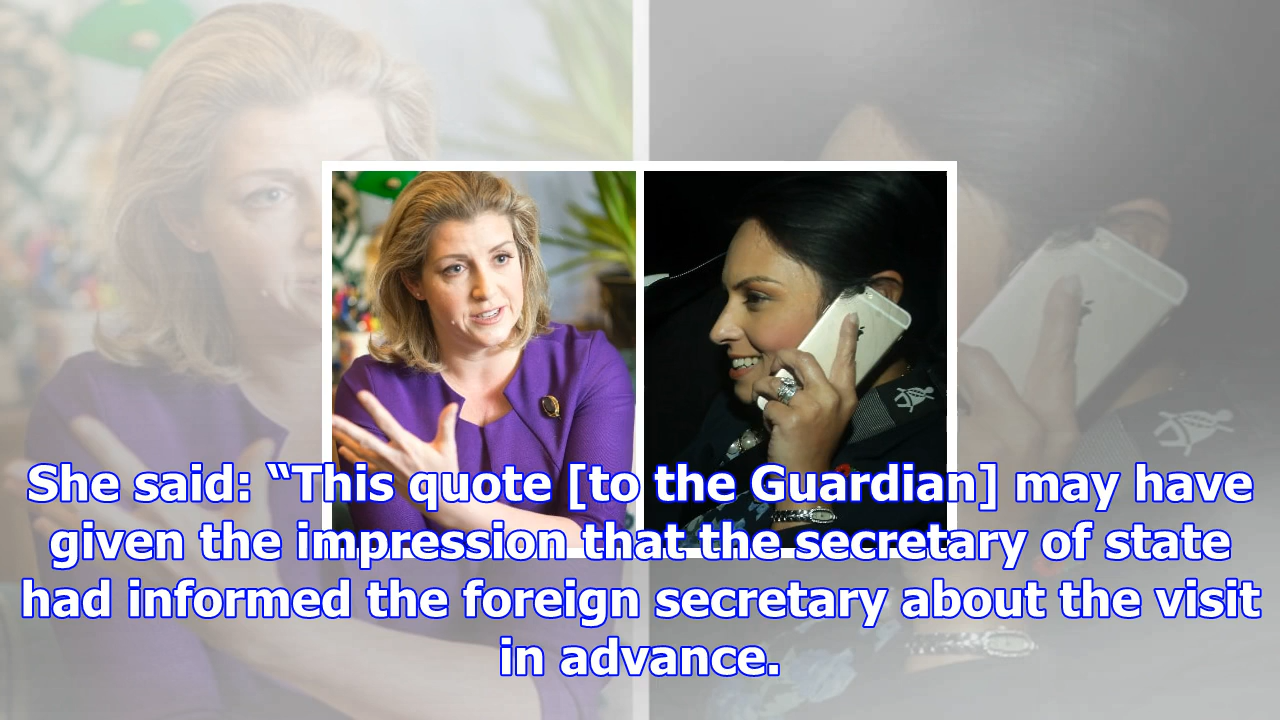 She said: “This quote [to the Guardian] may have
given the impression that the secretary of state
had informed the foreign secretary about the visit
in advance.